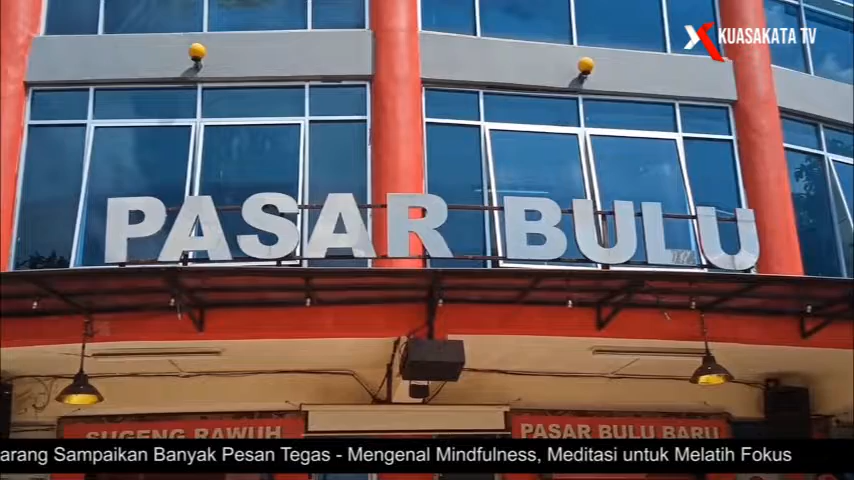 KUASAKATA TV
PASAR BULU
SUGENG RAWUH
PASAR BULU BARU
arang Sampaikan Banyak Pesan Tegas - Mengenal Mindfulness, Meditasi untuk Melatih Fokus